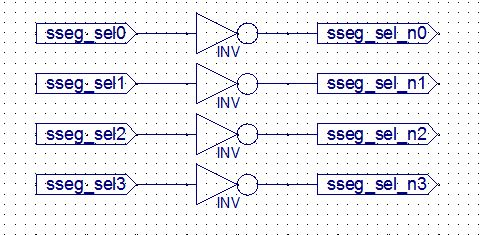 sseg_sel0 INV sseg_sel_n0
sseg_sel1 INV sseg_sel_n1
sseg_sel2 INV sseg_sel_n2
sseg_sel3 INV sseg_sel_n3